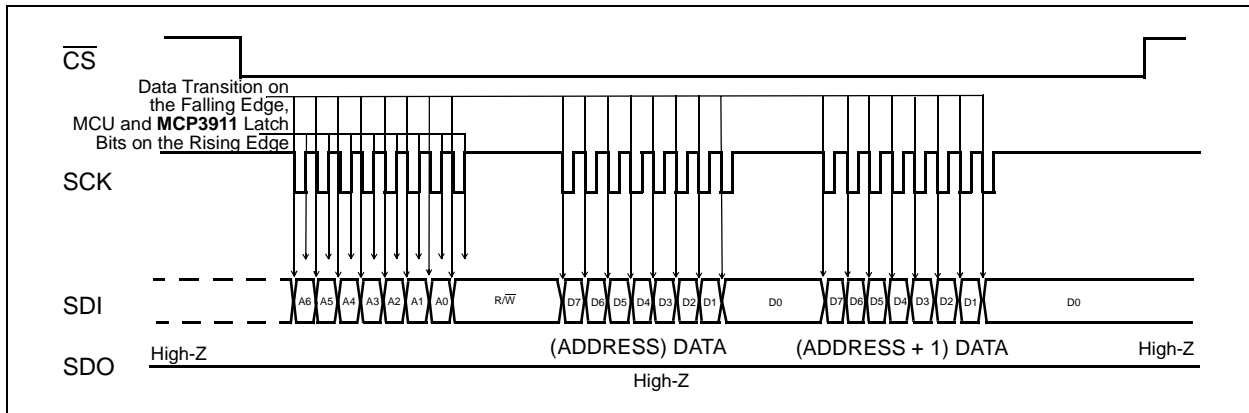 CS
Data Transition on
the Falling Edge,
MCU and MCP3911 Latch
Bits on the Rising Edge
SCK
SDI
A6 A5 A4 A3 A2 A1 A0 R/W D7 D6 D5 D4 D3 D2 D1 D0 D7 D6 D5 D4 D3 D2 D1 D0
SDO
High-Z
(ADDRESS) DATA
(ADDRESS + 1) DATA
High-Z
High-Z